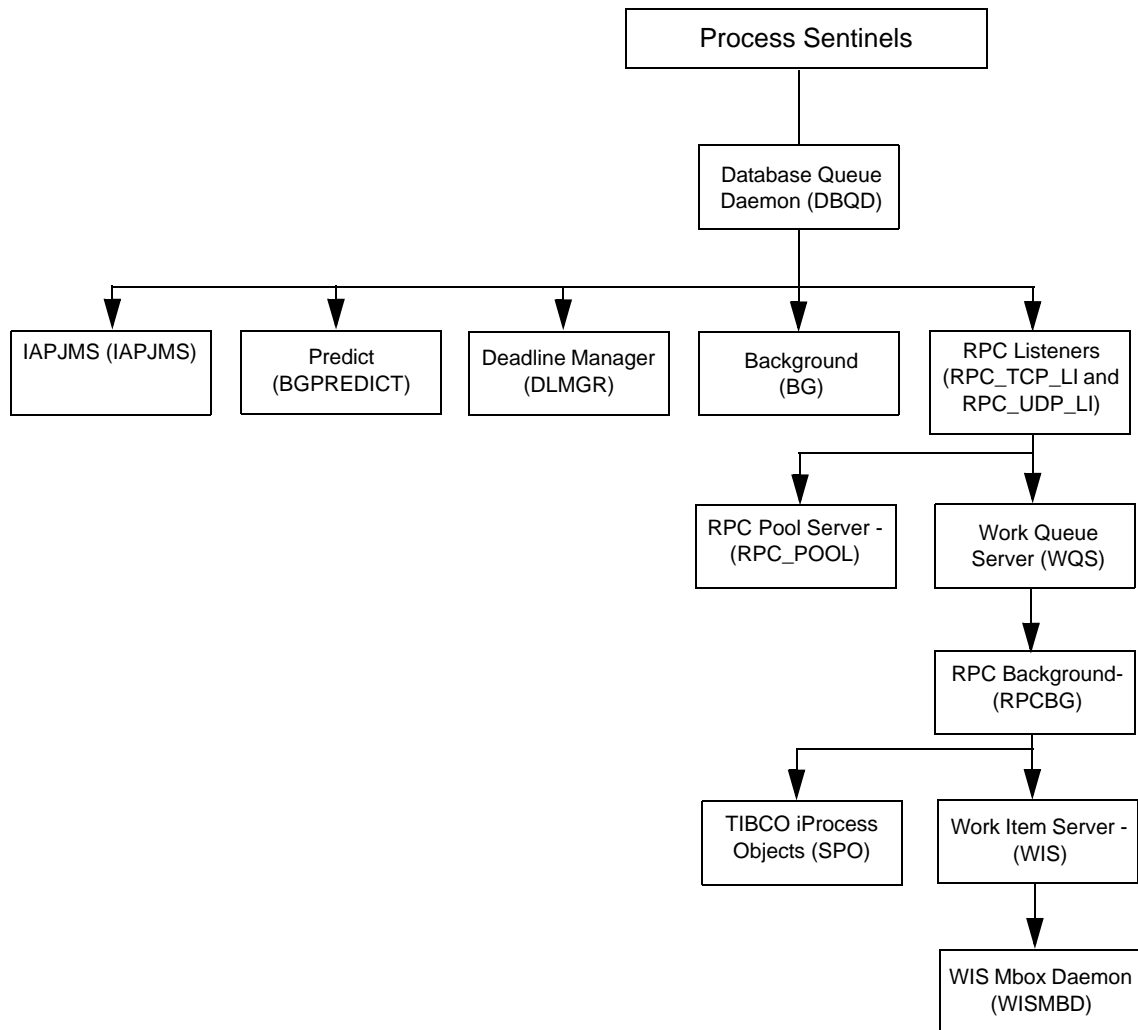 Process Sentinels
Database Queue
Daemon (DBQD)
IAPJMS (IAPJMS)
Predict
(BGPREDICT)
Deadline Manager
(DLMGR)
Background
(BG)
RPC Listeners
(RPC_TCP_LI and
RPC_UDP_LI)
RPC Pool Server -
(RPC_POOL)
Work Queue
Server (WQS)
RPC Background-
(RPCBG)
TIBCO iProcess
Objects (SPO)
Work Item Server -
(WIS)
WIS Mbox Daemon
(WISMBD)